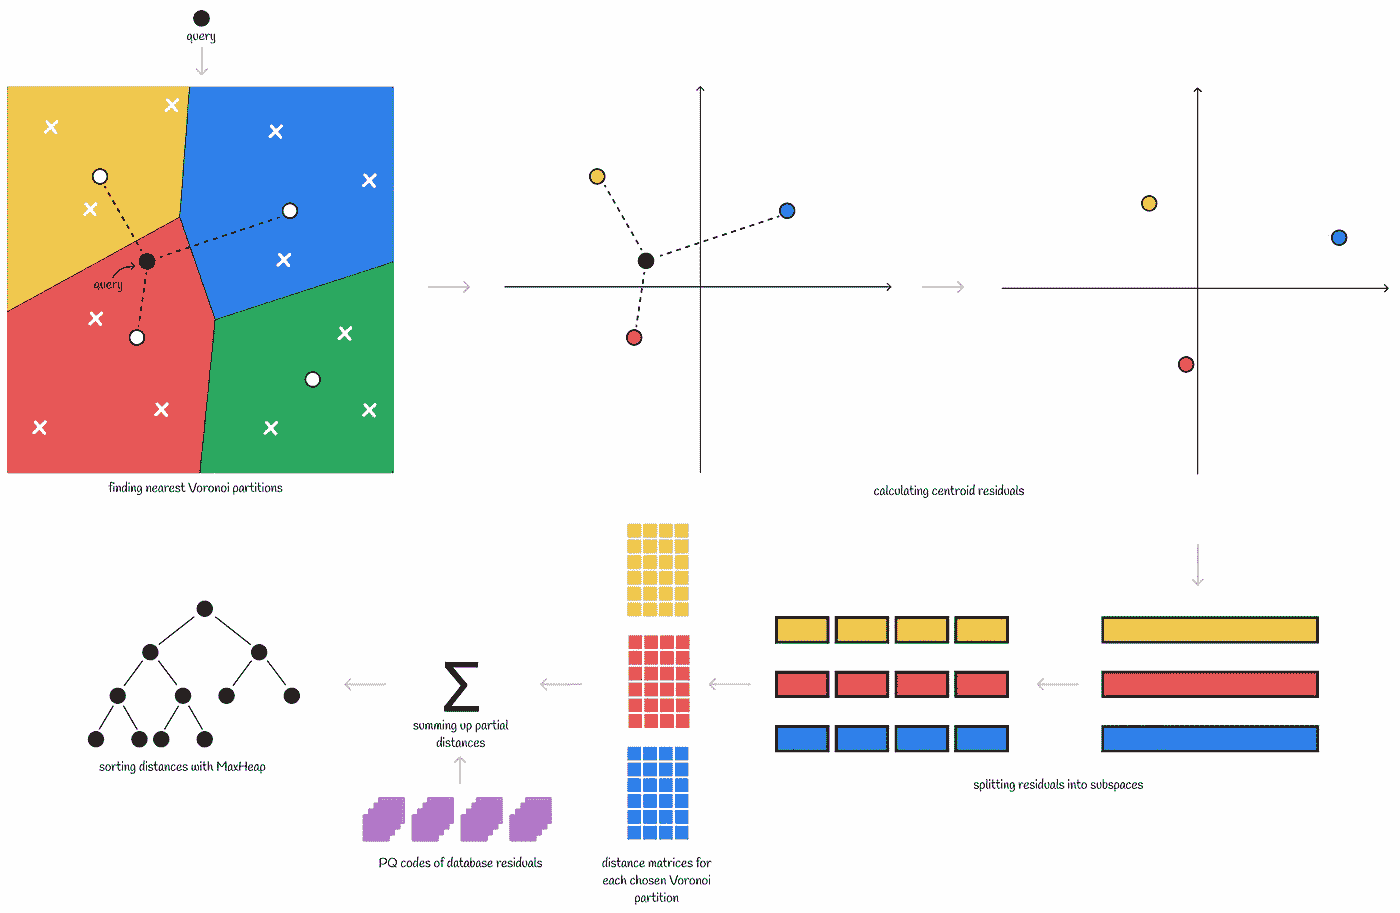 query
query
finding nearest Voronoi partitions
calculating centroid residuals
splitting residuals into subspaces
distance matrices for
each chosen Voronoi
partition
Σ
summing up partial
distances
PQ codes of database residuals
sorting distances with MaxHeap